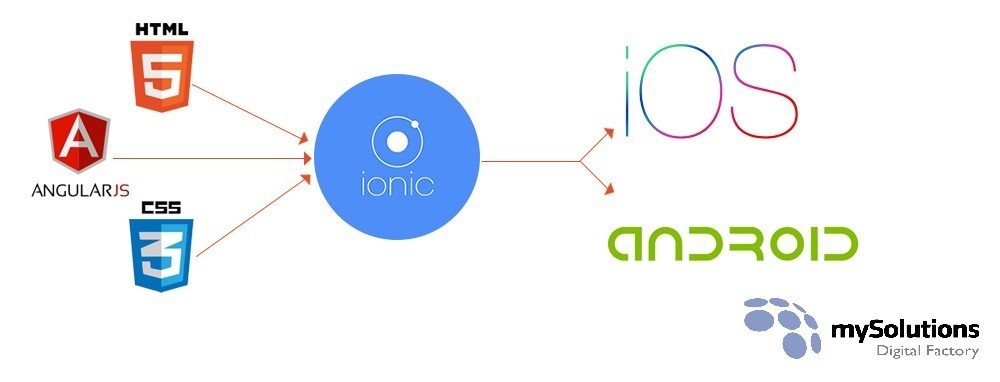 HTML
5
A
ANGULARJS
CSS
3
ionic
iOS
ANDROID
mySolutions
Digital Factory